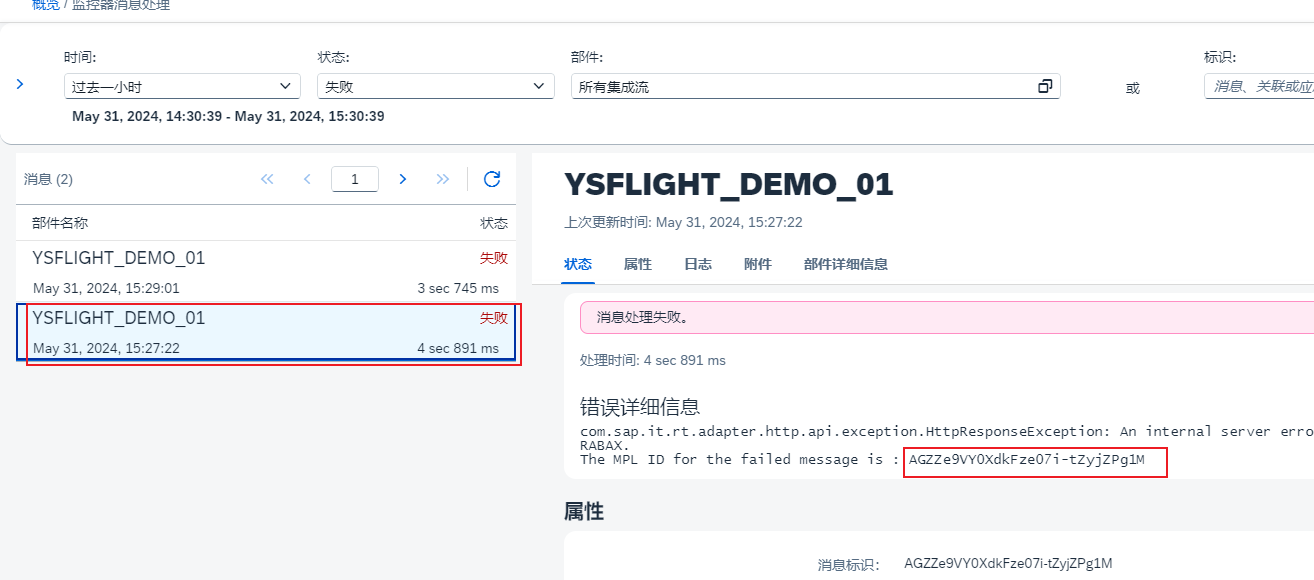 概览 / 监控器消息处理
时间: 状态: 部件: 标识:
过去一小时 失败 所有集成流 或 消息、关联或应
May 31, 2024, 14:30:39 - May 31, 2024, 15:30:39
消息 (2) 1
部件名称 状态
YSFLIGHT_DEMO_01 失败
May 31, 2024, 15:29:01 3 sec 745 ms
YSFLIGHT_DEMO_01 失败
May 31, 2024, 15:27:22 4 sec 891 ms
YSFLIGHT_DEMO_01
上次更新时间: May 31, 2024, 15:27:22
状态 属性 日志 附件 部件详细信息
消息处理失败。
处理时间: 4 sec 891 ms
错误详细信息
com.sap.it.rt.adapter.http.api.exception.HttpResponseException: An internal server erro
RABAX.
The MPL ID for the failed message is : AGZZe9VY0XdkFze07i-tZyjZPg1M
属性
消息标识: AGZZe9VY0XdkFze07i-tZyjZPg1M